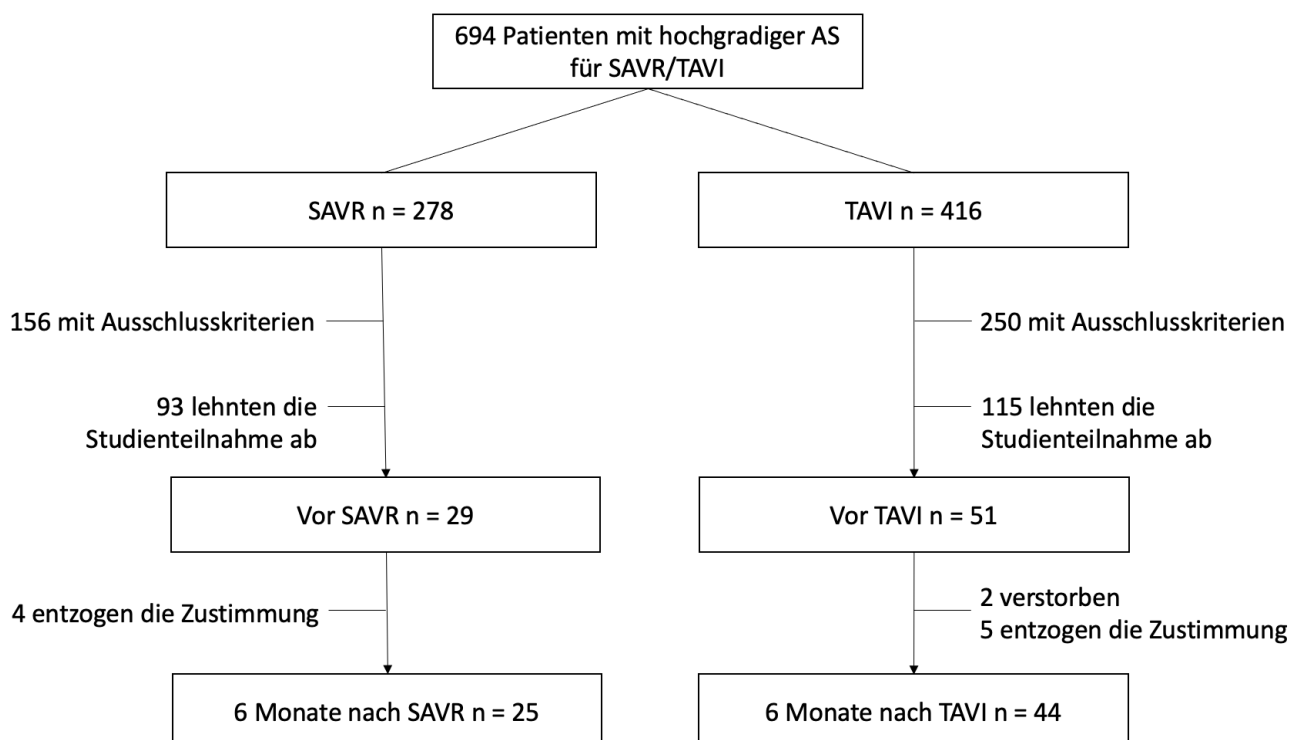 694 Patienten mit hochgradiger AS
für SAVR/TAVI
SAVR n = 278
TAVI n = 416
156 mit Ausschlusskriterien
250 mit Ausschlusskriterien
93 lehnten die
Studienteilnahme ab
115 lehnten die
Studienteilnahme ab
Vor SAVR n = 29
Vor TAVI n = 51
4 entzogen die Zustimmung
2 verstorben
5 entzogen die Zustimmung
6 Monate nach SAVR n = 25
6 Monate nach TAVI n = 44